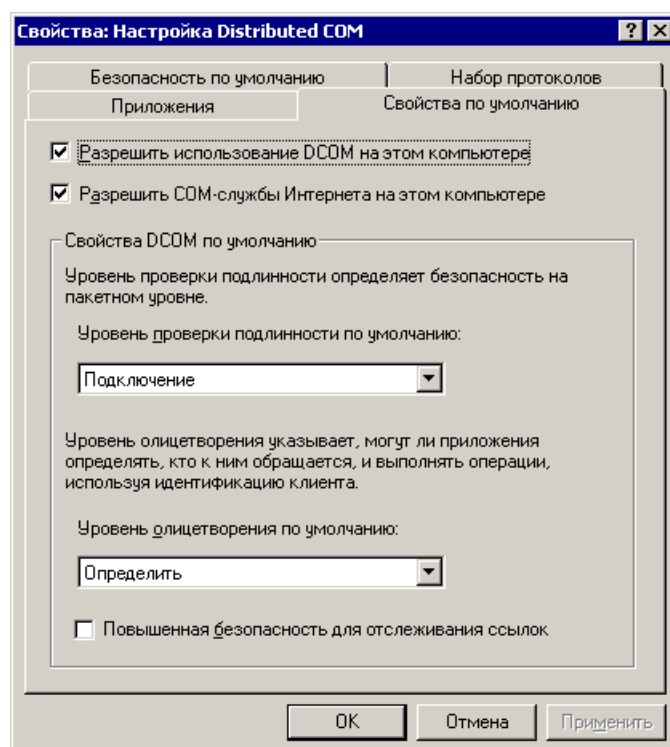 Свойства: Настройка Distributed COM
Безопасность по умолчанию
Набор протоколов
Приложения
Свойства по умолчанию
Разрешить использование DCOM на этом компьютере
Разрешить COM-службы Интернета на этом компьютере
Свойства DCOM по умолчанию
Уровень проверки подлинности определяет безопасность на
пакетном уровне.
Уровень проверки подлинности по умолчанию:
Подключение
Уровень олицетворения указывает, могут ли приложения
определять, кто к ним обращается, и выполнять операции,
используя идентификацию клиента.
Уровень олицетворения по умолчанию:
Определить
Повышенная безопасность для отслеживания ссылок
OK
Отмена
Применить